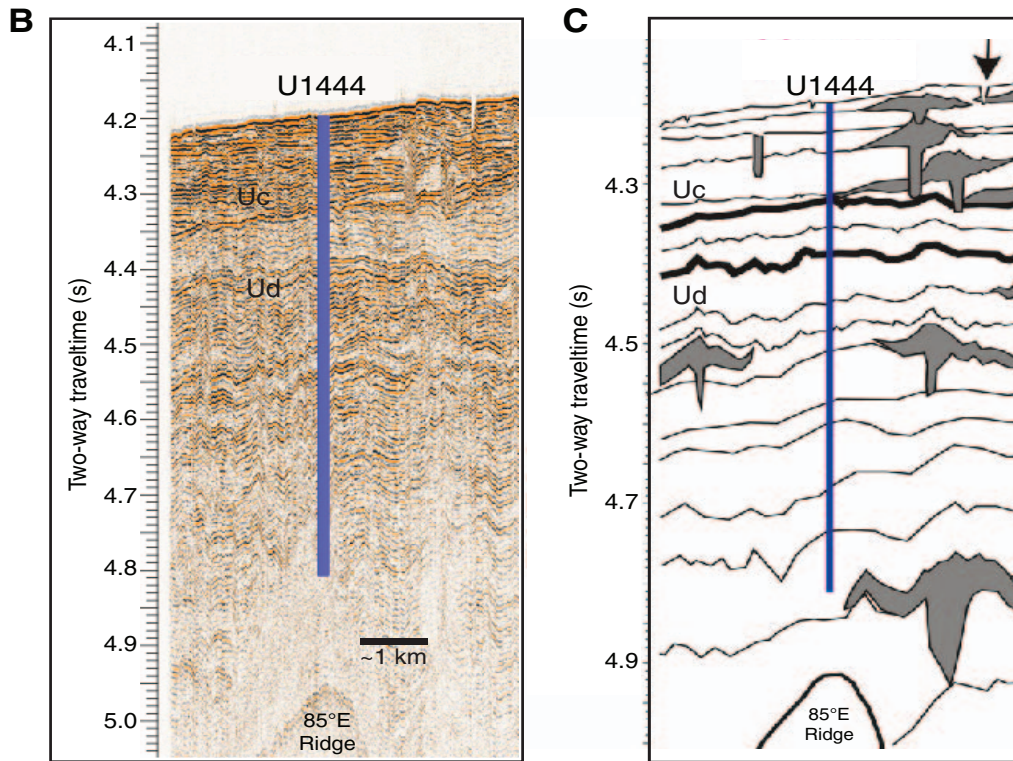 B
4.1
4.2
4.3
4.4
4.5
4.6
4.7
4.8
4.9
5.0
Two-way traveltime (s)
U1444
Uc
Ud
~1 km
85°E
Ridge
C
4.3
4.5
4.7
4.9
Two-way traveltime (s)
U1444
Uc
Ud
85°E
Ridge